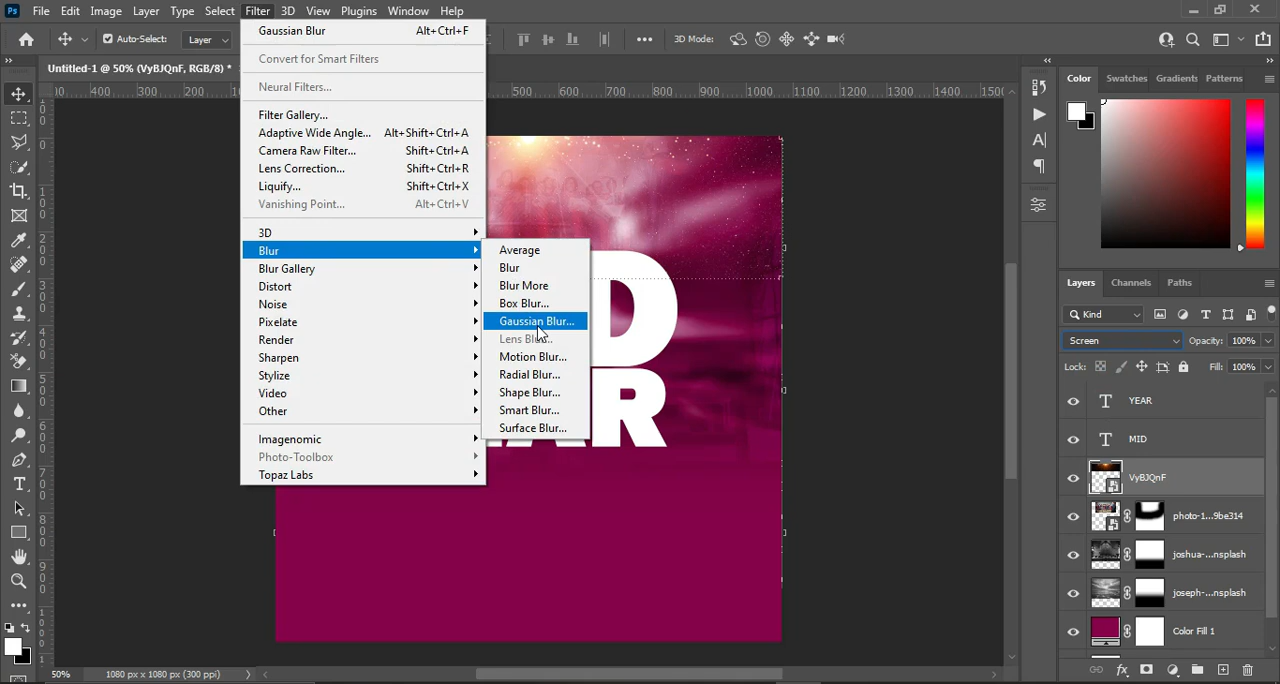 Ps File Edit Image Layer Type Select Filter 3D View Plugins Window Help
Auto-Select: Layer
3D Mode:
Untitled-1 @ 50% (VyBJQnF, RGB/8) *
Gaussian Blur Alt+Ctrl+F
Convert for Smart Filters
Neural Filters...
Filter Gallery...
Adaptive Wide Angle... Alt+Shift+Ctrl+A
Camera Raw Filter... Shift+Ctrl+A
Lens Correction... Shift+Ctrl+R
Liquify... Shift+Ctrl+X
Vanishing Point... Alt+Ctrl+V
3D
Blur
Blur Gallery
Distort
Noise
Pixelate
Render
Sharpen
Stylize
Video
Other
Imagenomic
Photo-Toolbox
Topaz Labs
Average
Blur
Blur More
Box Blur...
Gaussian Blur...
Motion Blur...
Radial Blur...
Shape Blur...
Smart Blur...
Surface Blur...
400 300 200 500 600 700 800 900 1000 1100 1200 1300 1400
Color Swatches Gradients Patterns
Layers Channels Paths
Kind
Screen Opacity: 100%
Lock: Fill: 100%
YEAR
MID
VyBJQnF
photo-1...9be314
joshua-...nsplash
joseph-...nsplash
Color Fill 1
50% 1080 px x 1080 px (300 ppi)